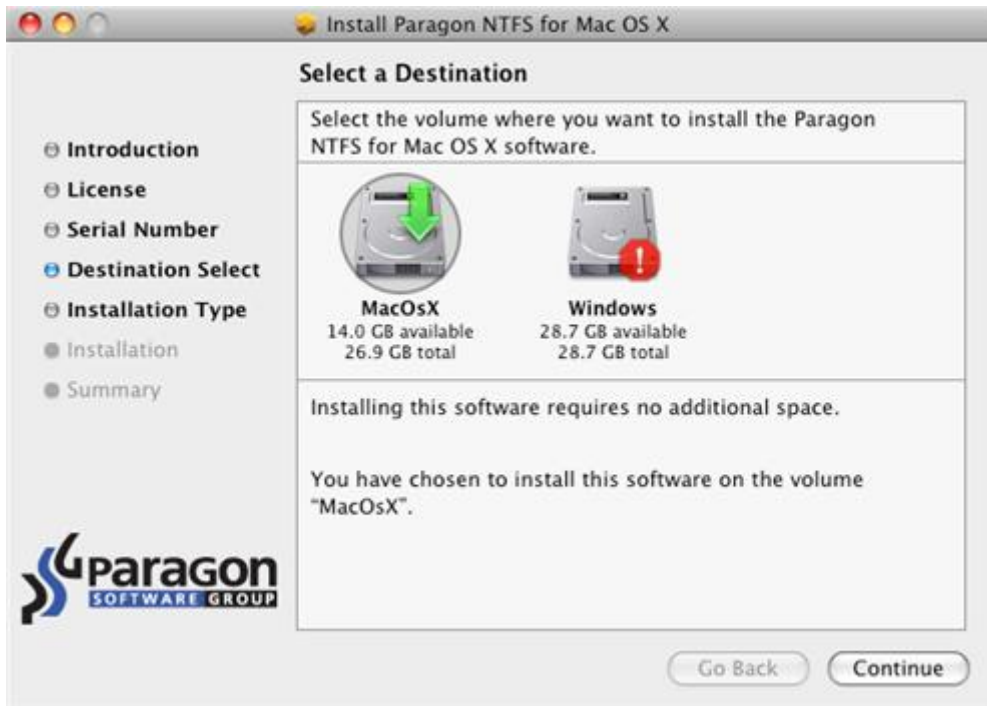 Install Paragon NTFS for Mac OS X
Select a Destination
Introduction
License
Serial Number
Destination Select
Installation Type
Installation
Summary
Select the volume where you want to install the Paragon
NTFS for Mac OS X software.
MacOsX
14.0 GB available
26.9 GB total
Windows
28.7 GB available
28.7 GB total
Installing this software requires no additional space.
You have chosen to install this software on the volume
“MacOsX”.
Paragon
SOFTWARE GROUP
Go Back
Continue